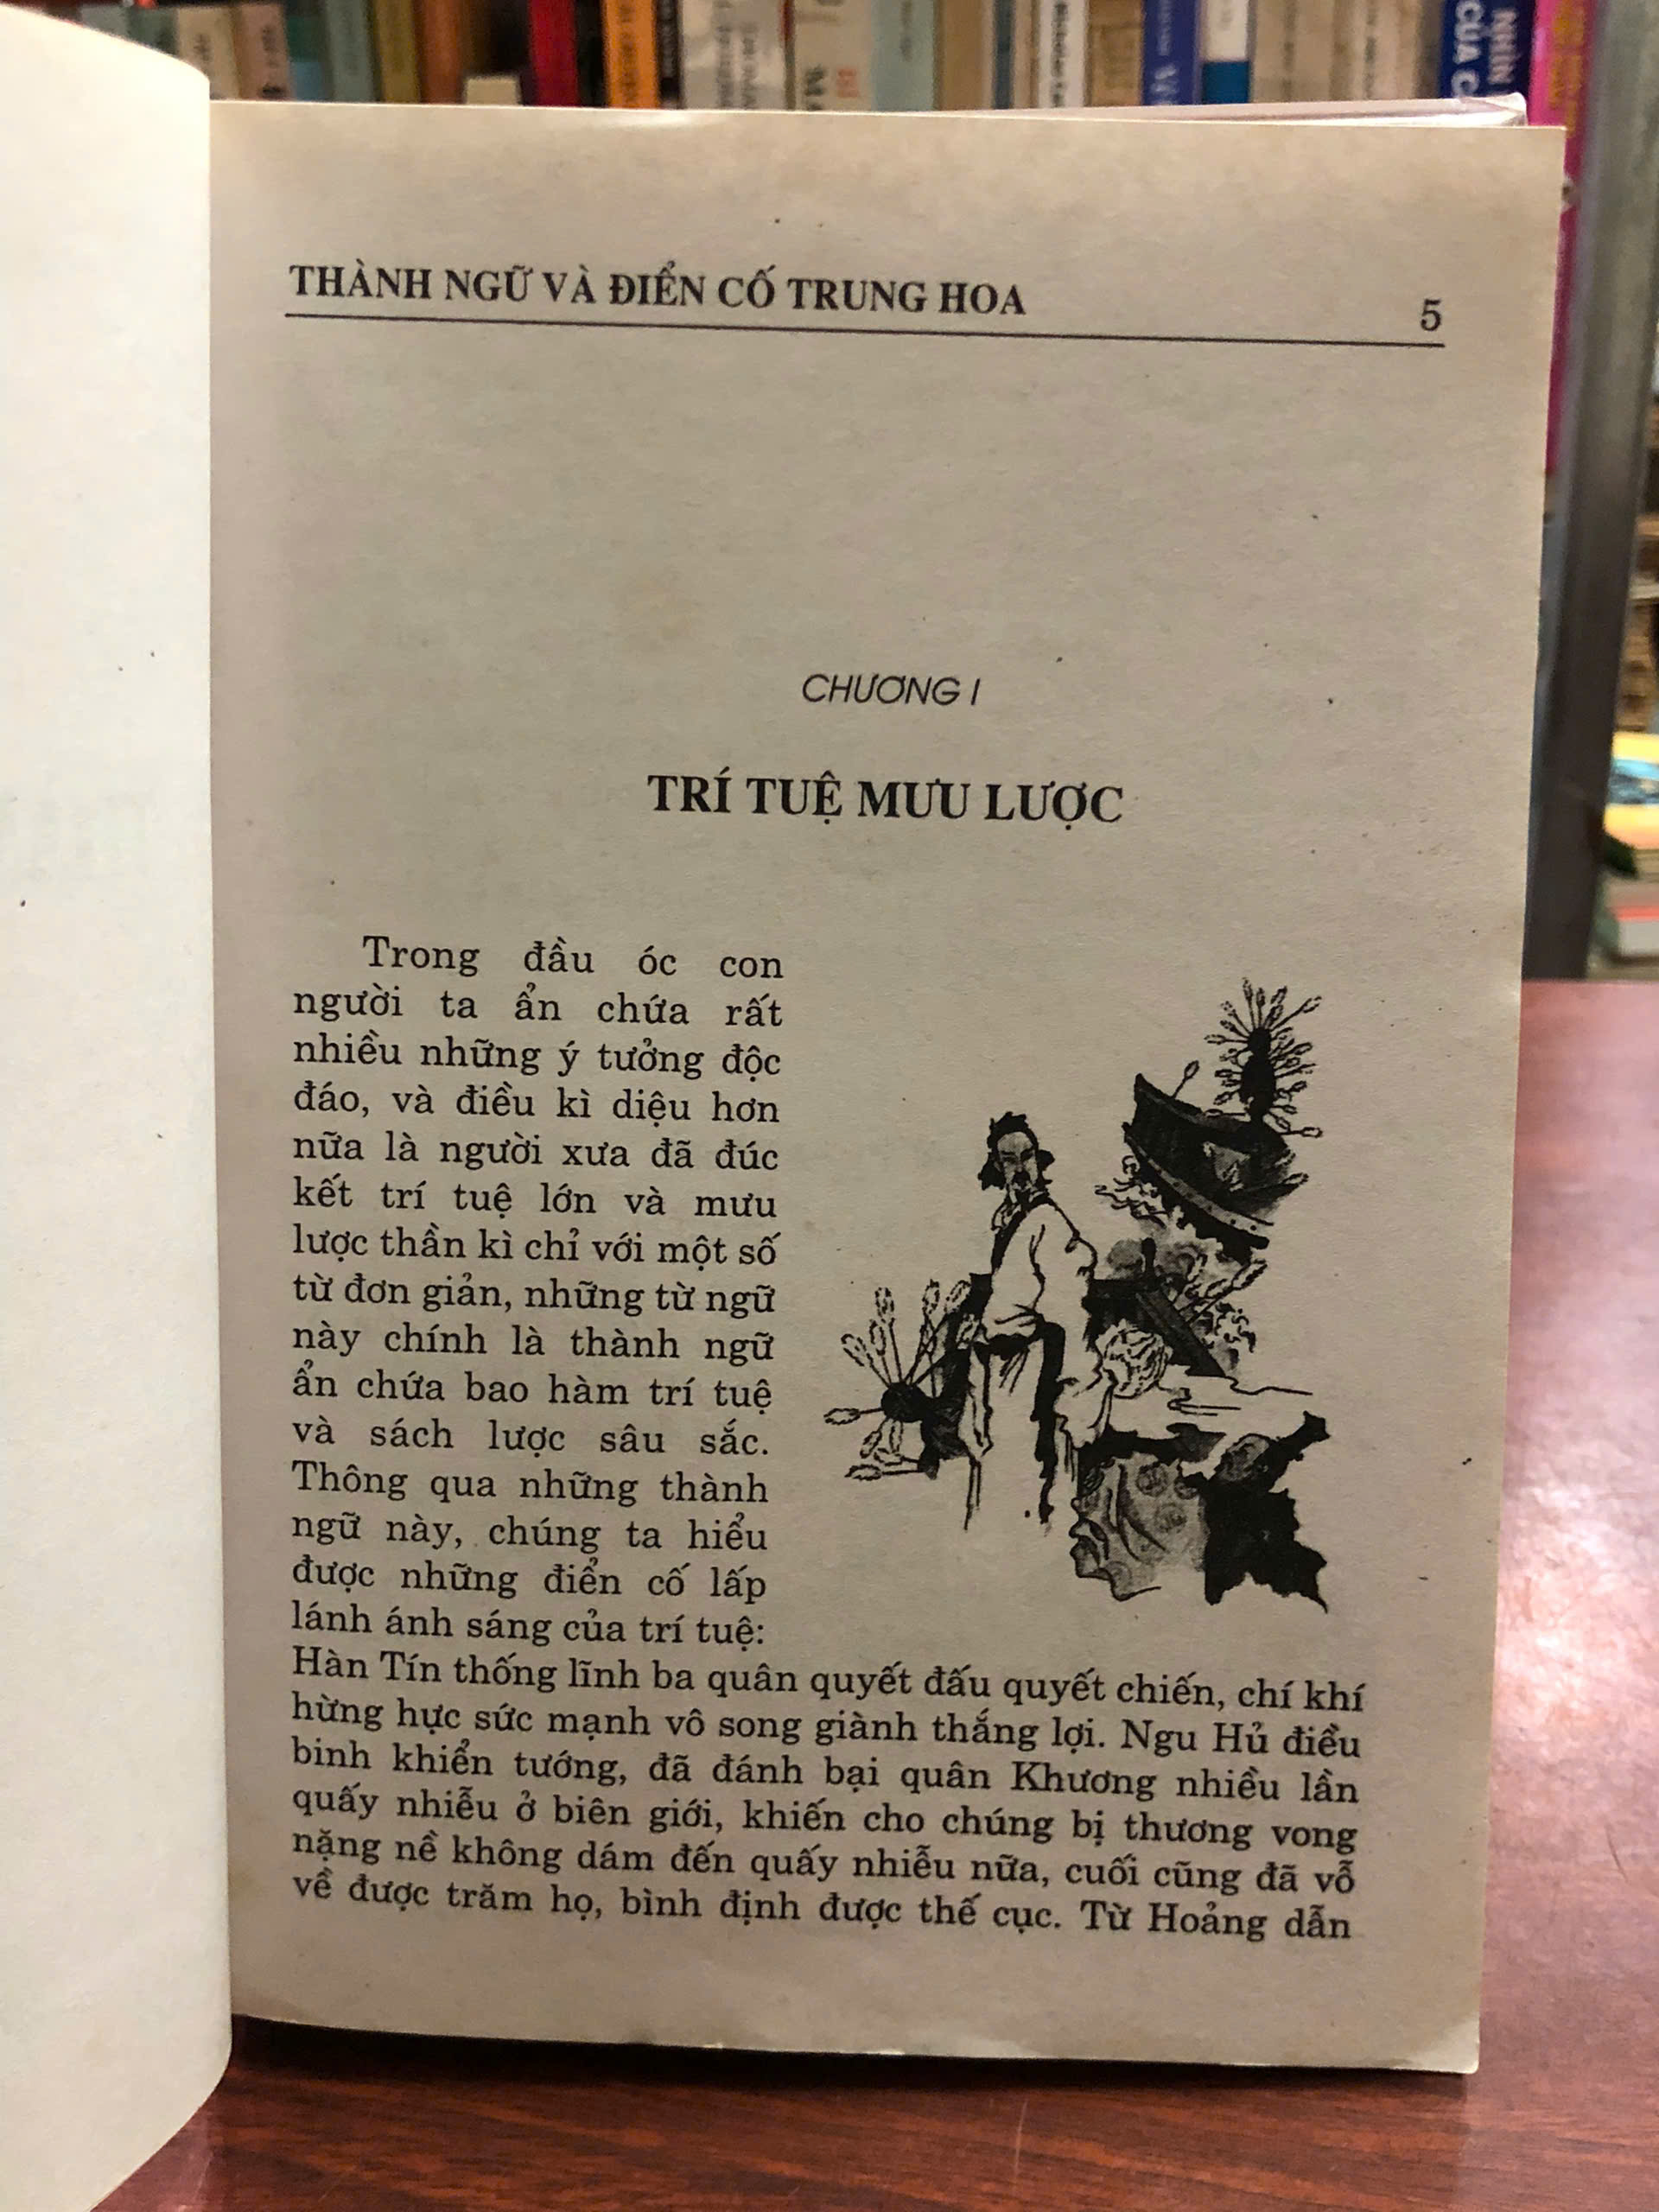 NHÌN
CỦA C
THÀNH NGỮ VÀ ĐIỂN CỐ TRUNG HOA
5
CHƯƠNG I
TRÍ TUỆ MƯU LƯỢC
Trong đầu óc con
người ta ẩn chứa rất
nhiều những ý tưởng độc
đáo, và điều kì diệu hơn
nữa là người xưa đã đúc
kết trí tuệ lớn và mưu
lược thần kì chỉ với một số
từ đơn giản, những từ ngữ
này chính là thành ngữ
ẩn chứa bao hàm trí tuệ
và sách lược sâu sắc.
Thông qua những thành
ngữ này, chúng ta hiểu
được những điển cố lấp
lánh ánh sáng của trí tuệ:
Hàn Tín thống lĩnh ba quân quyết đấu quyết chiến, chí khí
hừng hực sức mạnh vô song giành thắng lợi. Ngu Hủ điều
binh khiển tướng, đã đánh bại quân Khương nhiều lần
quấy nhiễu ở biên giới, khiến cho chúng bị thương vong
nặng nề không dám đến quấy nhiễu nữa, cuối cũng đã vỗ
về được trăm họ, bình định được thế cục. Từ Hoảng dẫn